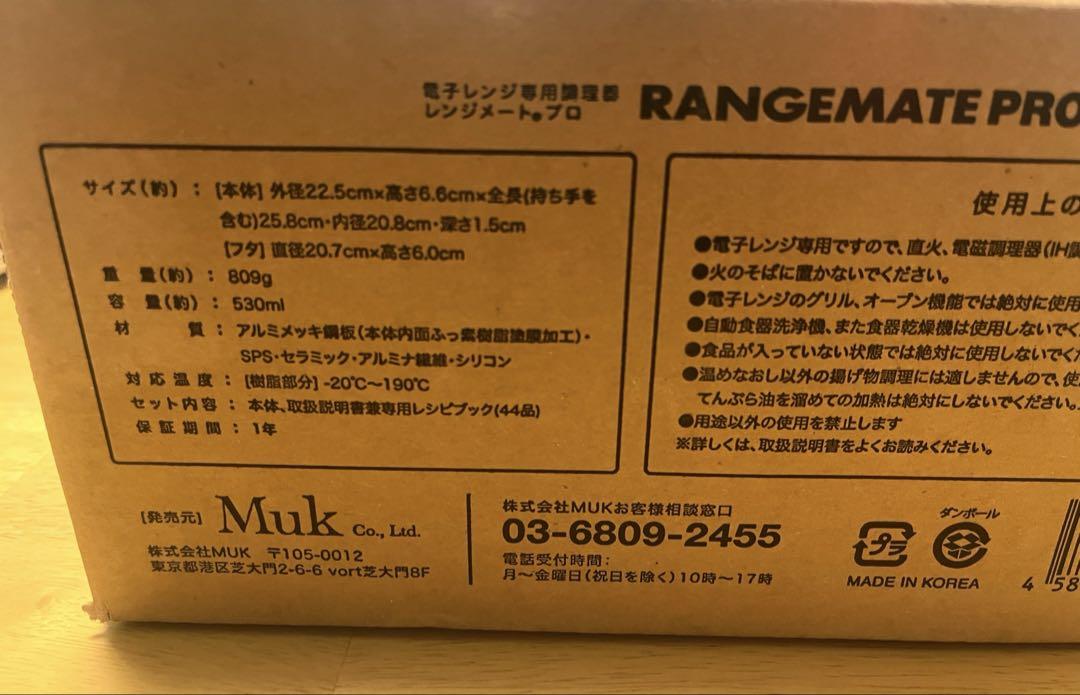 電子レンジ専用調理器
レンジメート®プロ
RANGEMATE PRO
サイズ(約):[本体] 外径22.5cm×高さ6.6cm×全長(持ち手を
含む)25.8cm・内径20.8cm・深さ1.5cm
[フタ] 直径20.7cm×高さ6.0cm
重量(約):809g
容量(約):530ml
材質:アルミメッキ鋼板(本体内面ふっ素樹脂塗膜加工)・
SPS・セラミック・アルミナ繊維・シリコン
対応温度:[樹脂部分] -20℃〜190℃
セット内容:本体、取扱説明書兼専用レシピブック(44品)
保証期間:1年
使用上の
●電子レンジ専用ですので、直火、電磁調理器(IH調
●火のそばに置かないでください。
●電子レンジのグリル、オーブン機能では絶対に使用
●自動食器洗浄機、また食器乾燥機は使用しないでく
●食品が入っていない状態では絶対に使用しないでくだ
●温めなおし以外の揚げ物調理には適しませんので、使
てんぷら油を溜めての加熱は絶対にしないでください。
●用途以外の使用を禁止します
※詳しくは、取扱説明書をよくお読みください。
[発売元] Muk Co., Ltd.
株式会社MUK 〒105-0012
東京都港区芝大門2-6-6 vort芝大門8F
株式会社MUKお客様相談窓口
03-6809-2455
電話受付時間:
月〜金曜日(祝日を除く)10時〜17時
プラ
ダンボール
MADE IN KOREA
4 58